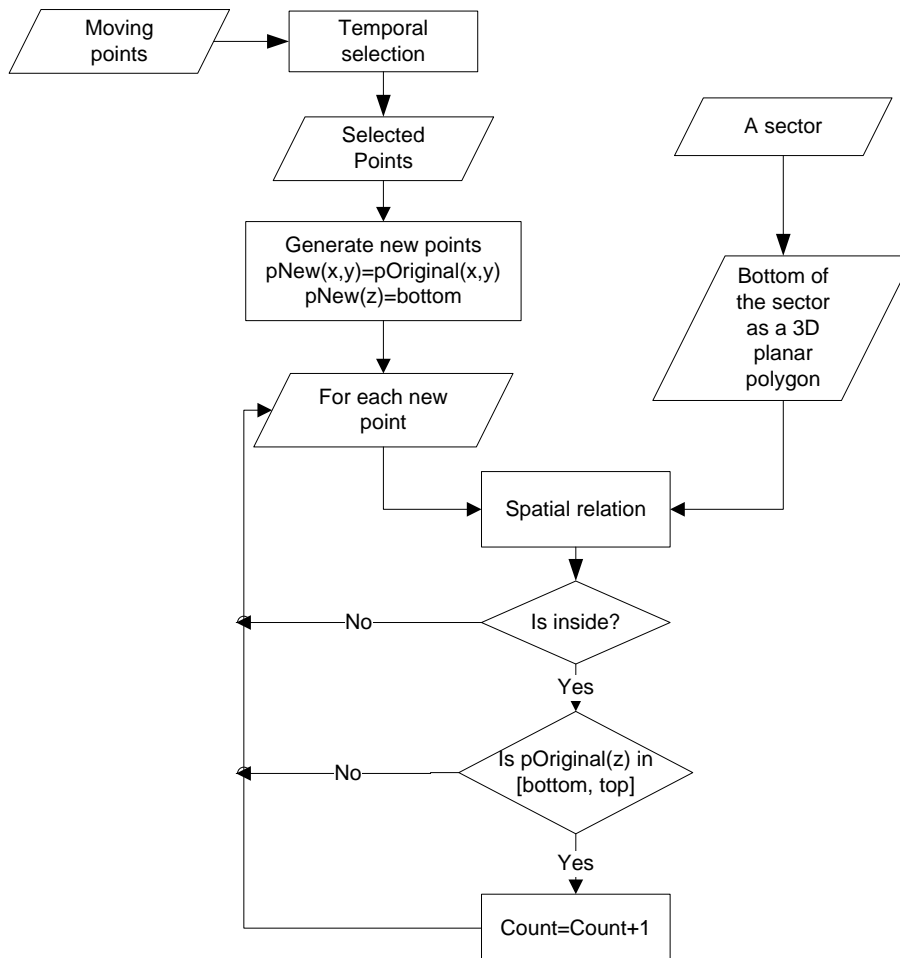 Moving
points
Temporal
selection
Selected
Points
A sector
Generate new points
pNew(x,y)=pOriginal(x,y)
pNew(z)=bottom
Bottom of
the sector
as a 3D
planar
polygon
For each new
point
Spatial relation
Is inside?
No
Yes
Is pOriginal(z) in
[bottom, top]
No
Yes
Count=Count+1